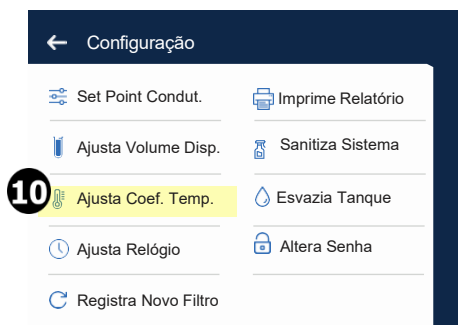 Configuração
Set Point Condut.
Imprime Relatório
Ajusta Volume Disp.
Sanitiza Sistema
10
Ajusta Coef. Temp.
Esvazia Tanque
Ajusta Relógio
Altera Senha
Registra Novo Filtro